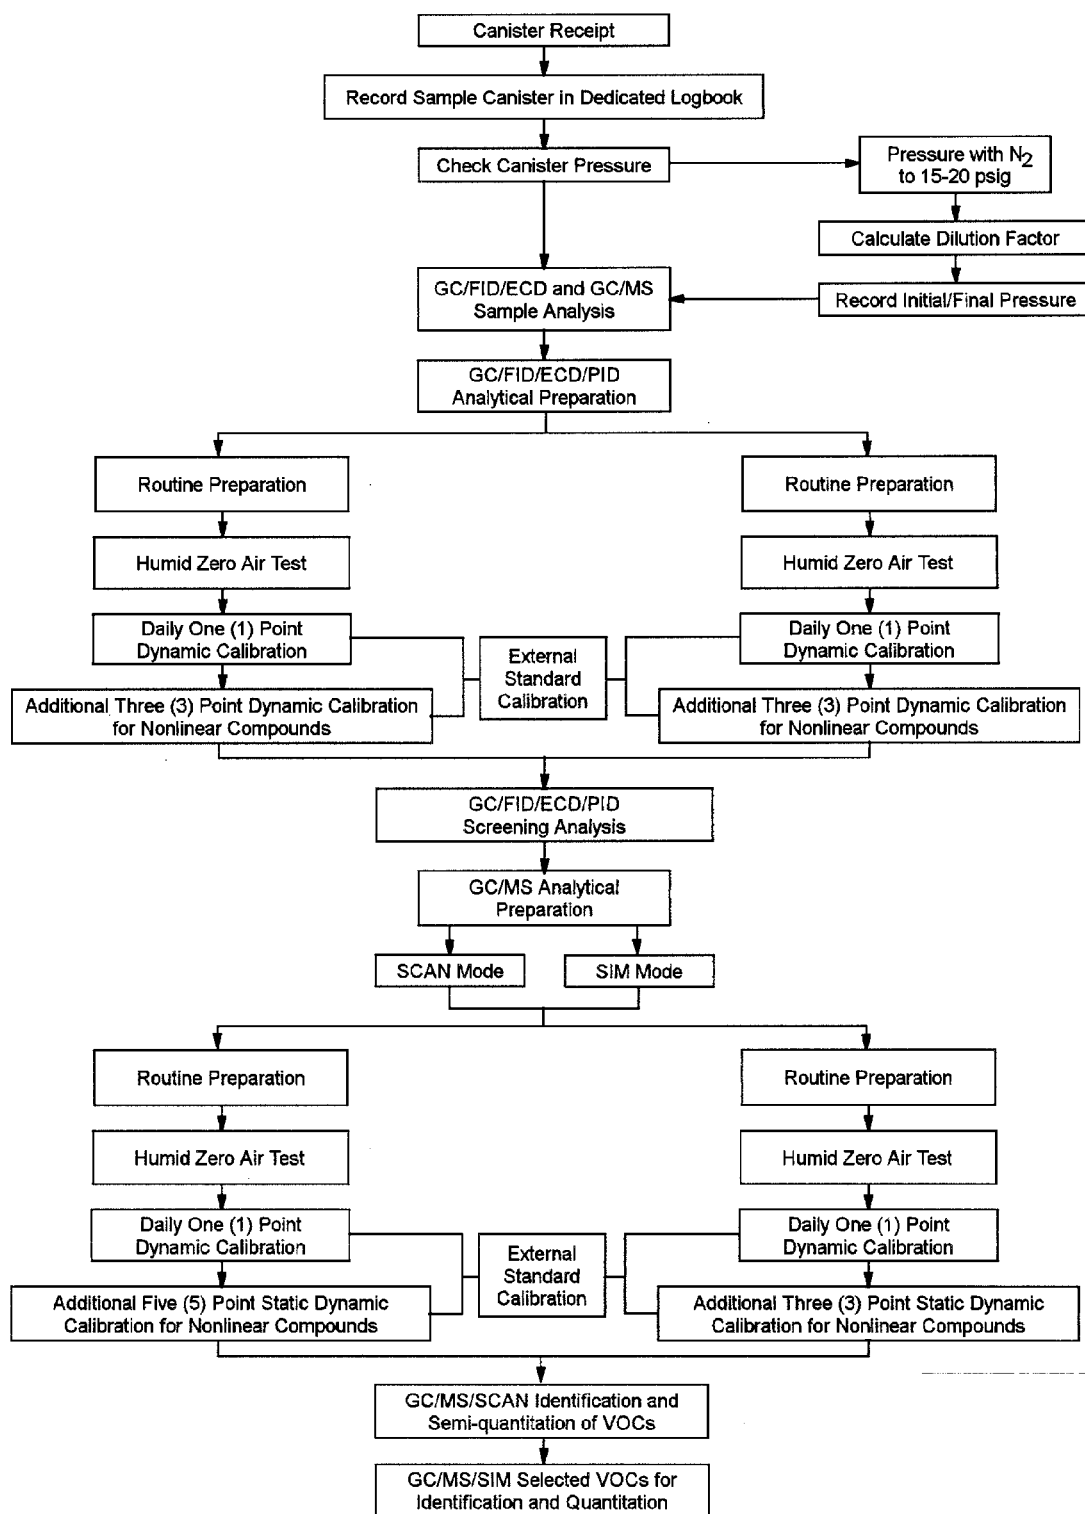 Canister Receipt
Record Sample Canister in Dedicated Logbook
Check Canister Pressure
Pressure with N2
to 15-20 psig
Calculate Dilution Factor
Record Initial/Final Pressure
GC/FID/ECD and GC/MS
Sample Analysis
GC/FID/ECD/PID
Analytical Preparation
Routine Preparation
Routine Preparation
Humid Zero Air Test
Humid Zero Air Test
Daily One (1) Point
Dynamic Calibration
External
Standard
Calibration
Daily One (1) Point
Dynamic Calibration
Additional Three (3) Point Dynamic Calibration
for Nonlinear Compounds
Additional Three (3) Point Dynamic Calibration
for Nonlinear Compounds
GC/FID/ECD/PID
Screening Analysis
GC/MS Analytical
Preparation
SCAN Mode
SIM Mode
Routine Preparation
Routine Preparation
Humid Zero Air Test
Humid Zero Air Test
Daily One (1) Point
Dynamic Calibration
External
Standard
Calibration
Daily One (1) Point
Dynamic Calibration
Additional Five (5) Point Static Dynamic
Calibration for Nonlinear Compounds
Additional Three (3) Point Static Dynamic
Calibration for Nonlinear Compounds
GC/MS/SCAN Identification and
Semi-quantitation of VOCs
GC/MS/SIM Selected VOCs for
Identification and Quantitation